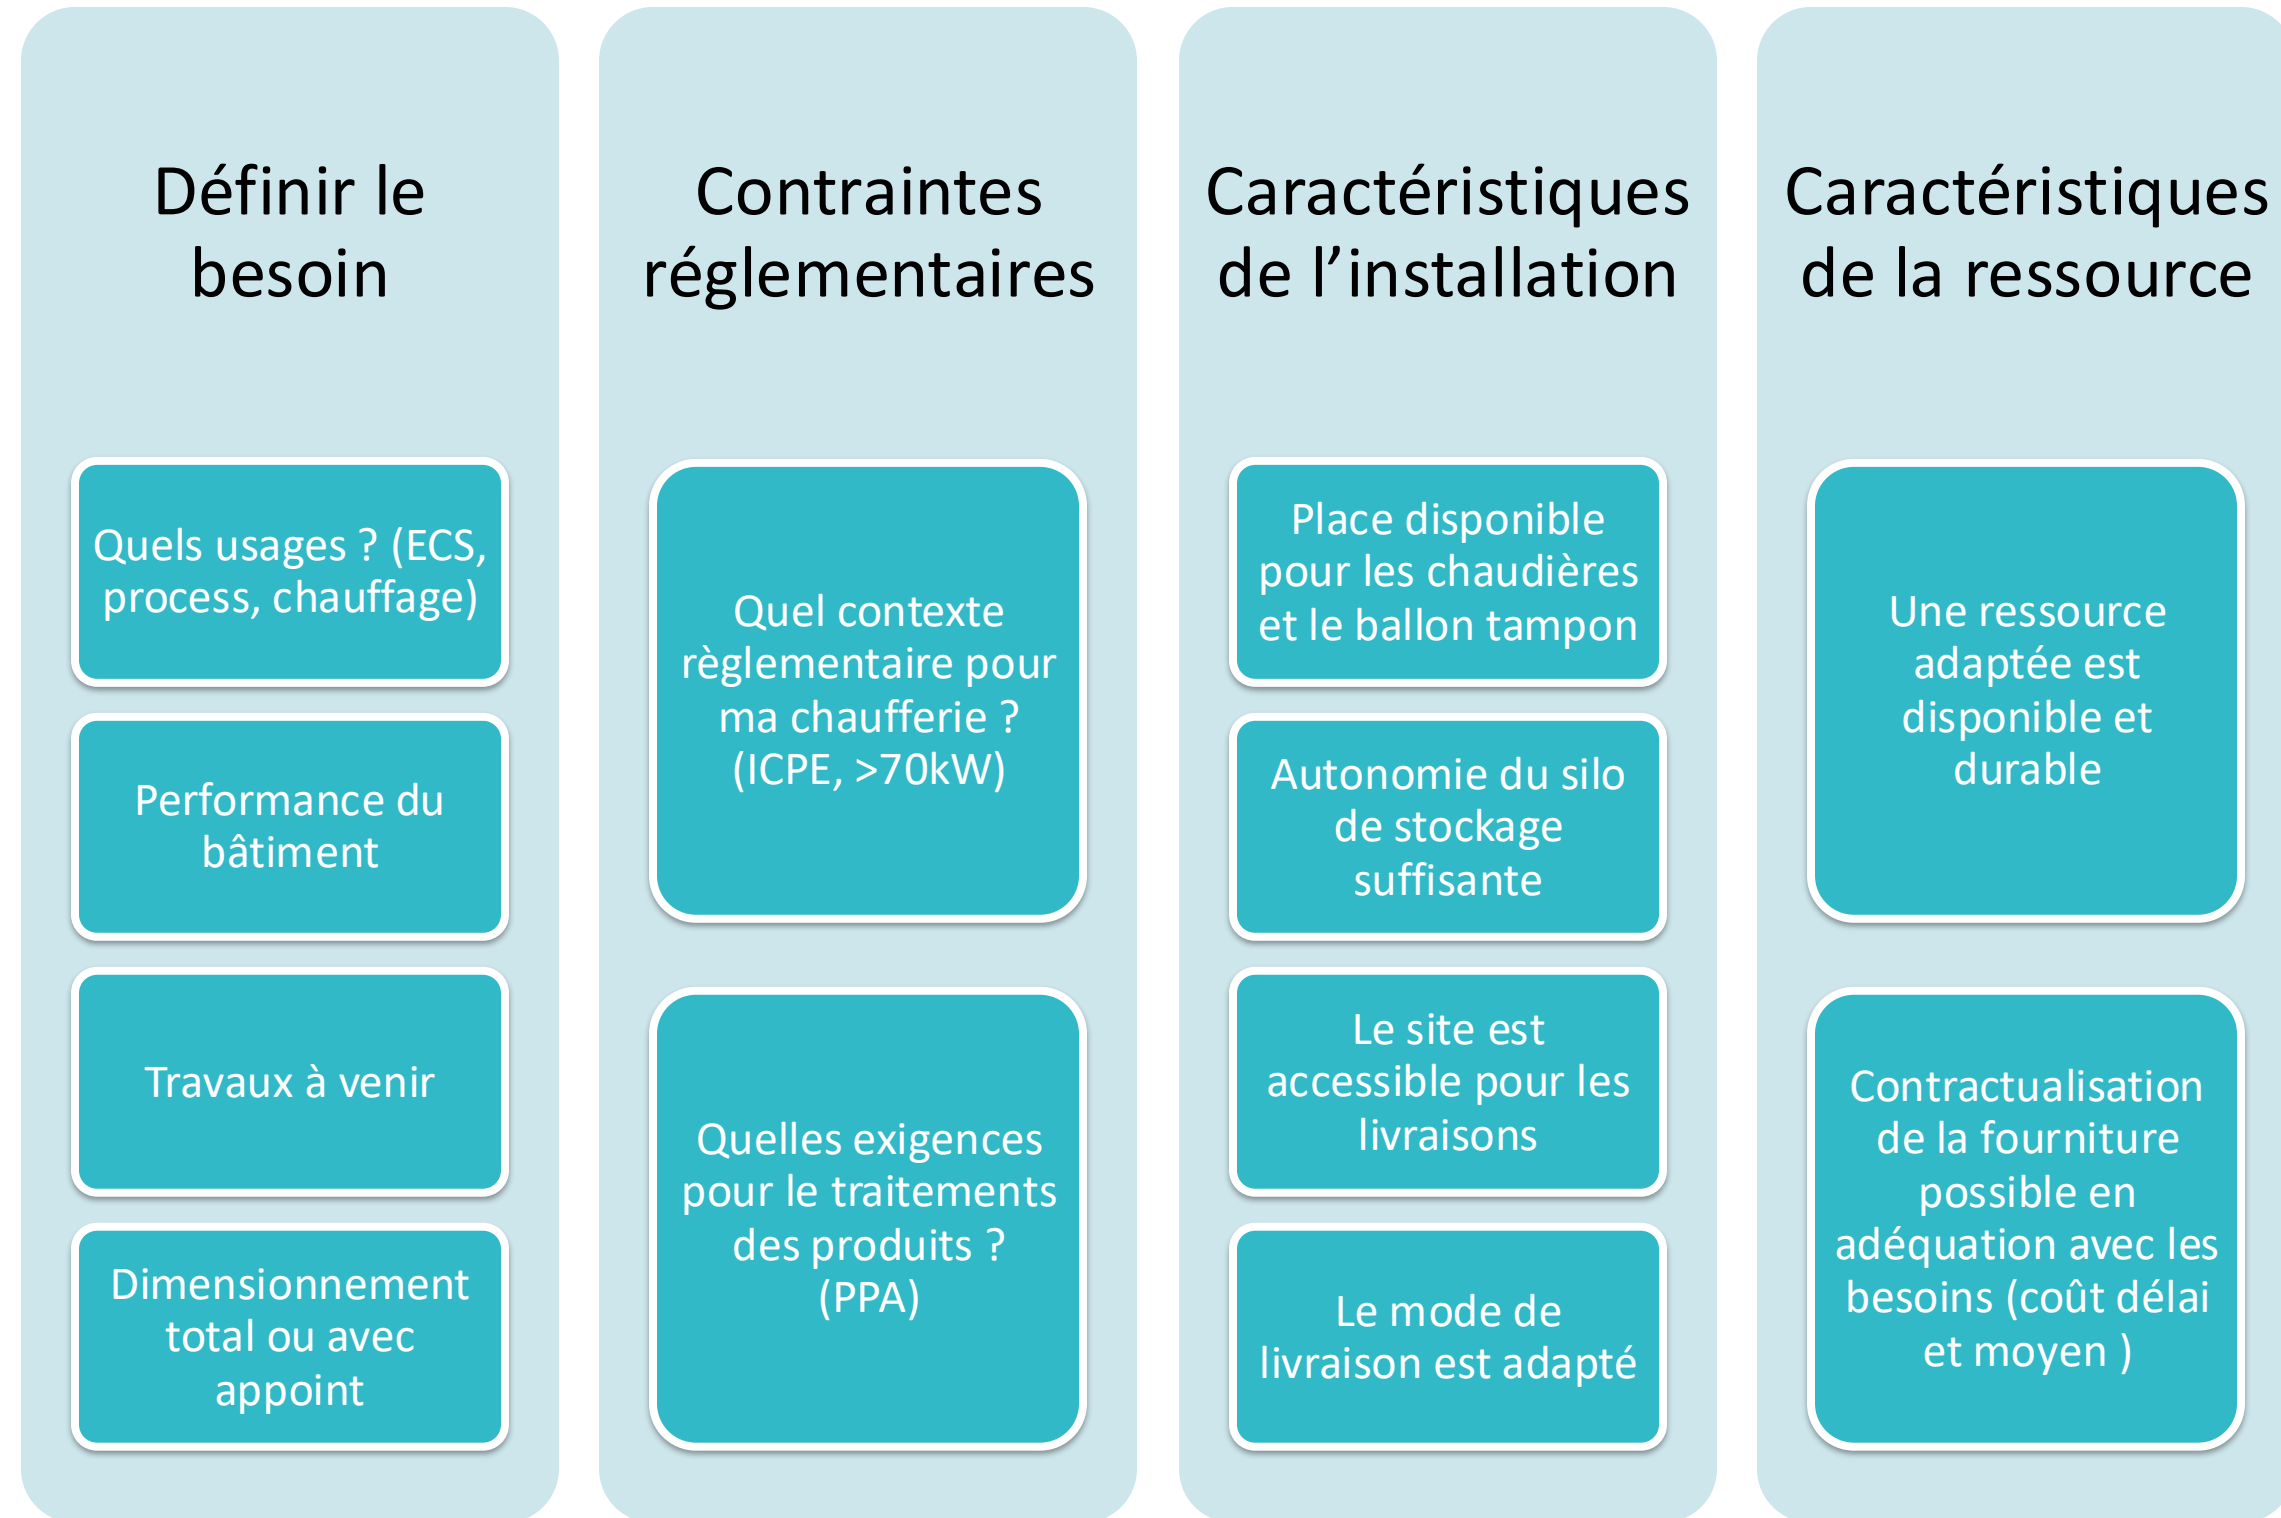 Définir le
besoin
Quels usages ? (ECS,
process, chauffage)
Performance du
bâtiment
Travaux à venir
Dimensionnement
total ou avec
appoint
Contraintes
réglementaires
Quel contexte
règlementaire pour
ma chaufferie ?
(ICPE, >70kW)
Quelles exigences
pour le traitements
des produits ?
(PPA)
Caractéristiques
de l’installation
Place disponible
pour les chaudières
et le ballon tampon
Autonomie du silo
de stockage
suffisante
Le site est
accessible pour les
livraisons
Le mode de
livraison est adapté
Caractéristiques
de la ressource
Une ressource
adaptée est
disponible et
durable
Contractualisation
de la fourniture
possible en
adéquation avec les
besoins (coût délai
et moyen )